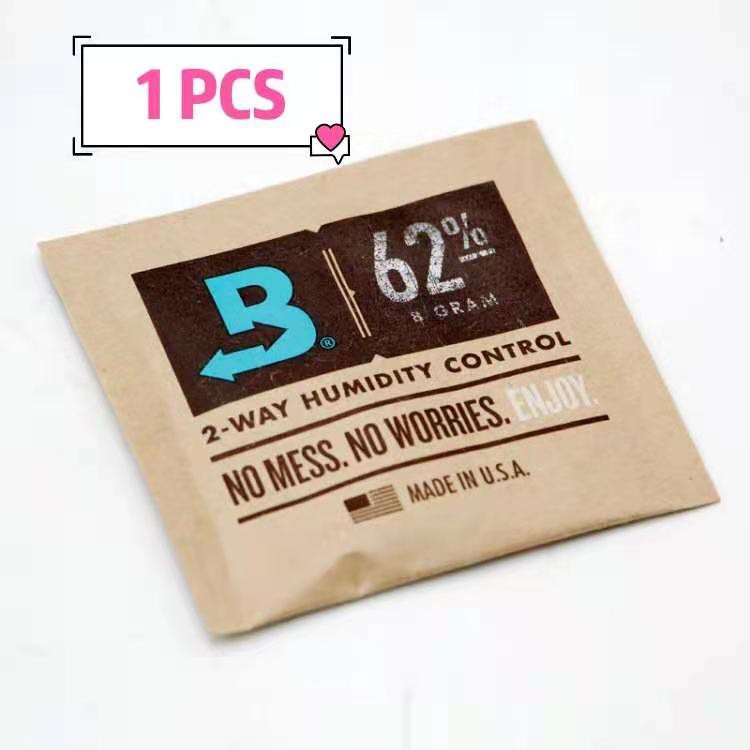 1 PCS
B®
62%
8 GRAM
2-WAY HUMIDITY CONTROL
NO MESS. NO WORRIES. ENJOY.
MADE IN U.S.A.